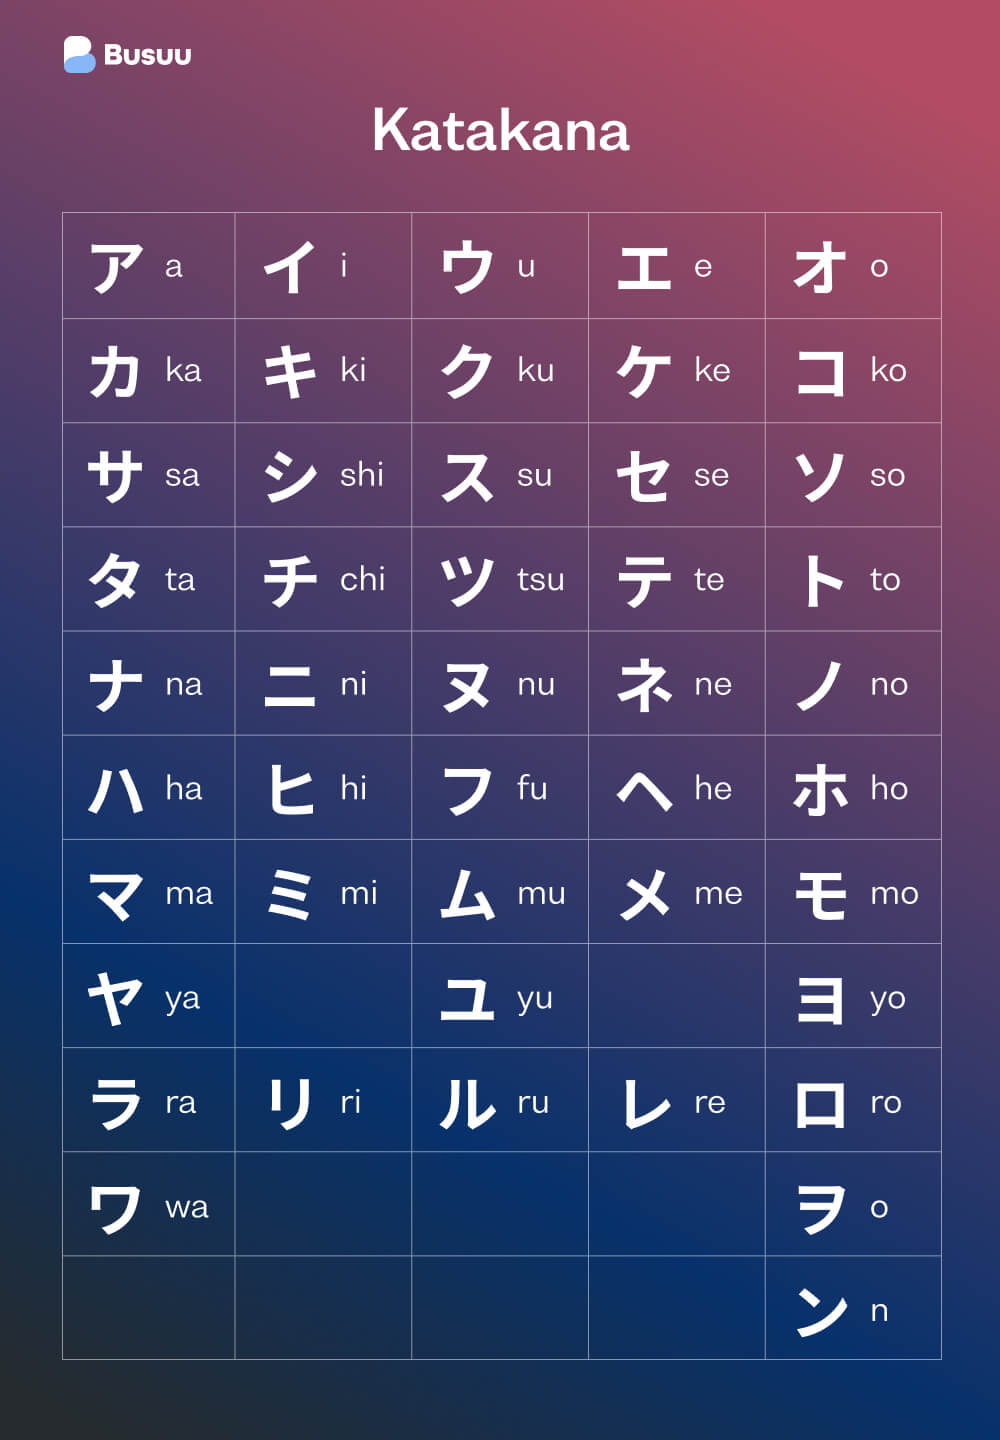 Busuu
Katakana
ア a イ i ウ u エ e オ o
カ ka キ ki ク ku ケ ke コ ko
サ sa シ shi ス su セ se ソ so
タ ta チ chi ツ tsu テ te ト to
ナ na ニ ni ヌ nu ネ ne ノ no
ハ ha ヒ hi フ fu ヘ he ホ ho
マ ma ミ mi ム mu メ me モ mo
ヤ ya ユ yu ヨ yo
ラ ra リ ri ル ru レ re ロ ro
ワ wa ヲ o
ン n